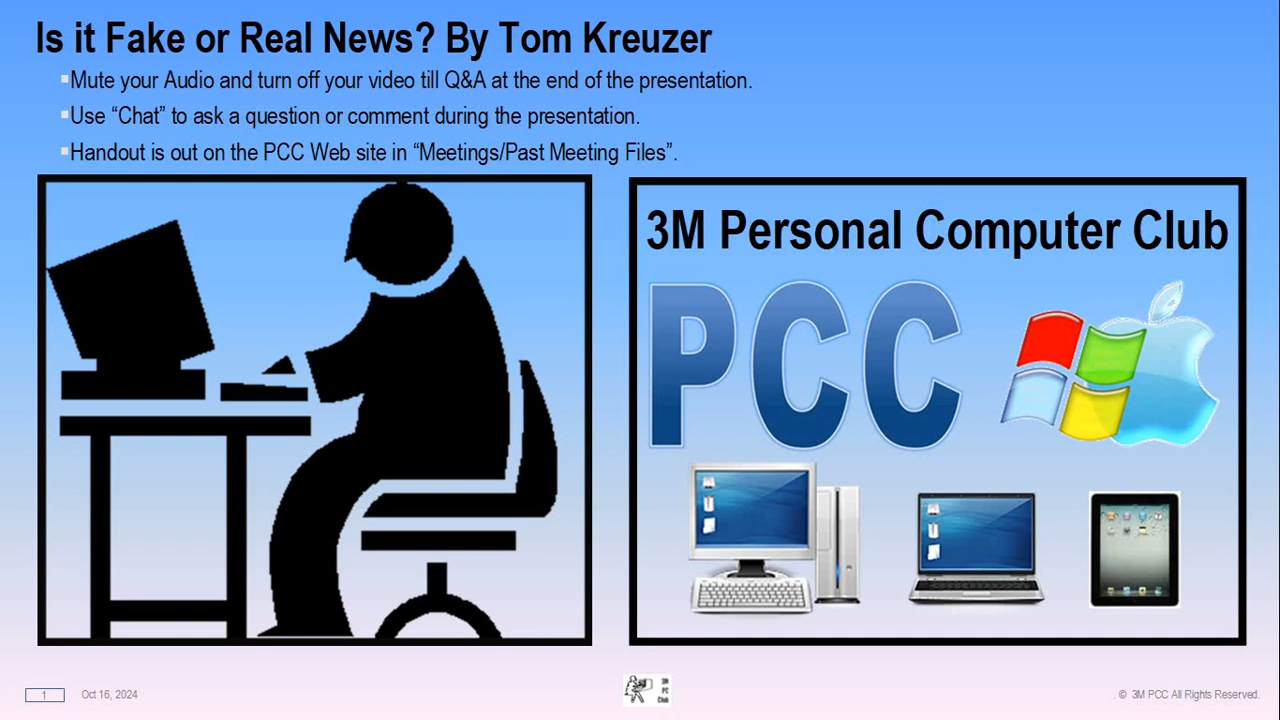 Is it Fake or Real News? By Tom Kreuzer
▪Mute your Audio and turn off your video till Q&A at the end of the presentation.
▪Use “Chat” to ask a question or comment during the presentation.
▪Handout is out on the PCC Web site in “Meetings/Past Meeting Files”.
3M Personal Computer Club
PCC
1
Oct 16, 2024
3M
PC
Club
. © 3M PCC All Rights Reserved.